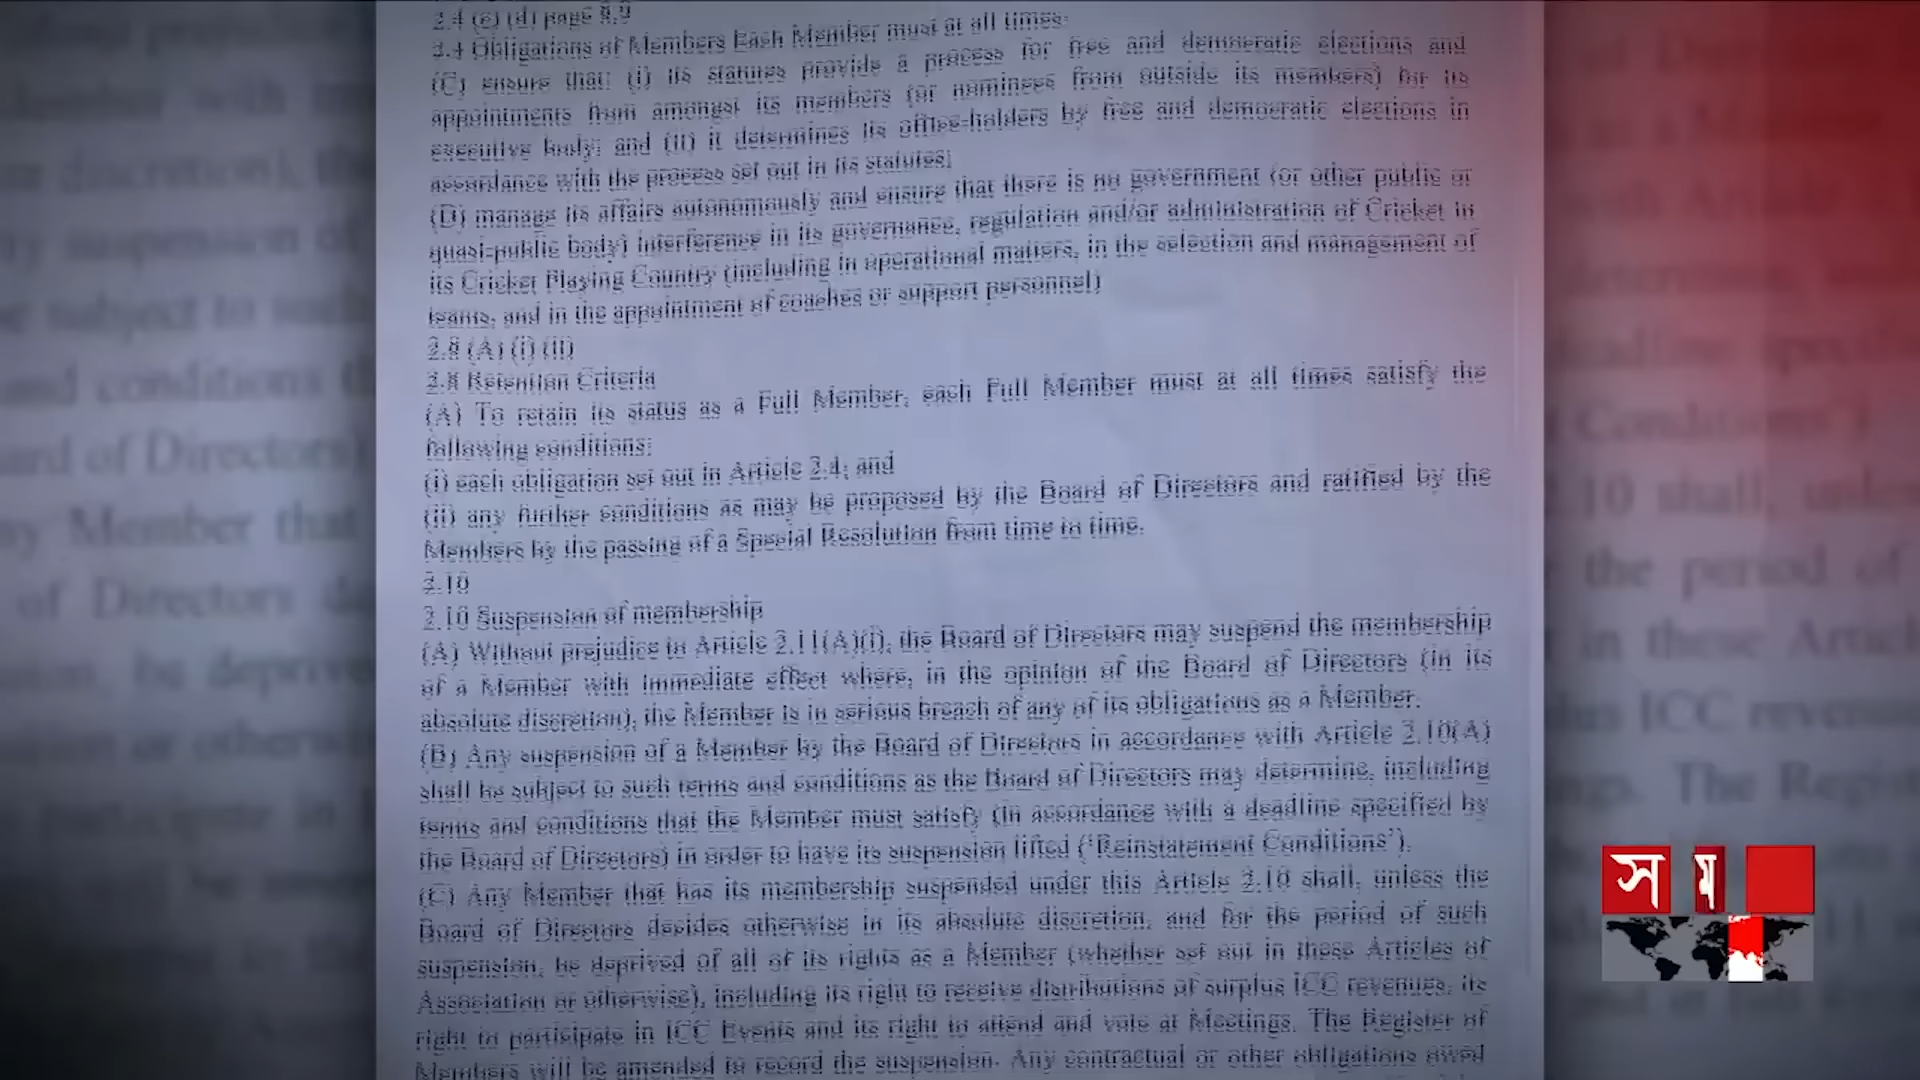 2.4 (c) (d) page 8,9
2.4 Obligations of Members Each Member must at all times:
(C) ensure that: (i) its statutes provide a process for free and democratic elections and
appointments from amongst its members (or nominees from outside its members) for its
executive body; and (ii) it determines its office-holders by free and democratic elections in
accordance with the process set out in its statutes;
(D) manage its affairs autonomously and ensure that there is no government (or other public or
quasi-public body) interference in its governance, regulation and/or administration of Cricket in
its Cricket Playing Country (including in operational matters, in the selection and management of
teams, and in the appointment of coaches or support personnel)
2.8 (A) (i) (ii)
2.8 Retention Criteria
(A) To retain its status as a Full Member, each Full Member must at all times satisfy the
following conditions:
(i) each obligation set out in Article 2.4; and
(ii) any further conditions as may be proposed by the Board of Directors and ratified by the
Members by the passing of a Special Resolution from time to time.
2.10
2.10 Suspension of membership
(A) Without prejudice to Article 2.11(A)(i), the Board of Directors may suspend the membership
of a Member with immediate effect where, in the opinion of the Board of Directors (in its
absolute discretion), the Member is in serious breach of any of its obligations as a Member.
(B) Any suspension of a Member by the Board of Directors in accordance with Article 2.10(A)
shall be subject to such terms and conditions as the Board of Directors may determine, including
terms and conditions that the Member must satisfy (in accordance with a deadline specified by
the Board of Directors) in order to have its suspension lifted ('Reinstatement Conditions').
(C) Any Member that has its membership suspended under this Article 2.10 shall, unless the
Board of Directors decides otherwise in its absolute discretion, and for the period of such
suspension, be deprived of all of its rights as a Member (whether set out in these Articles of
Association or otherwise), including its right to receive distributions of surplus ICC revenues, its
right to participate in ICC Events and its right to attend and vote at Meetings. The Register of
Members will be amended to record the suspension. Any contractual or other obligations owed
সম